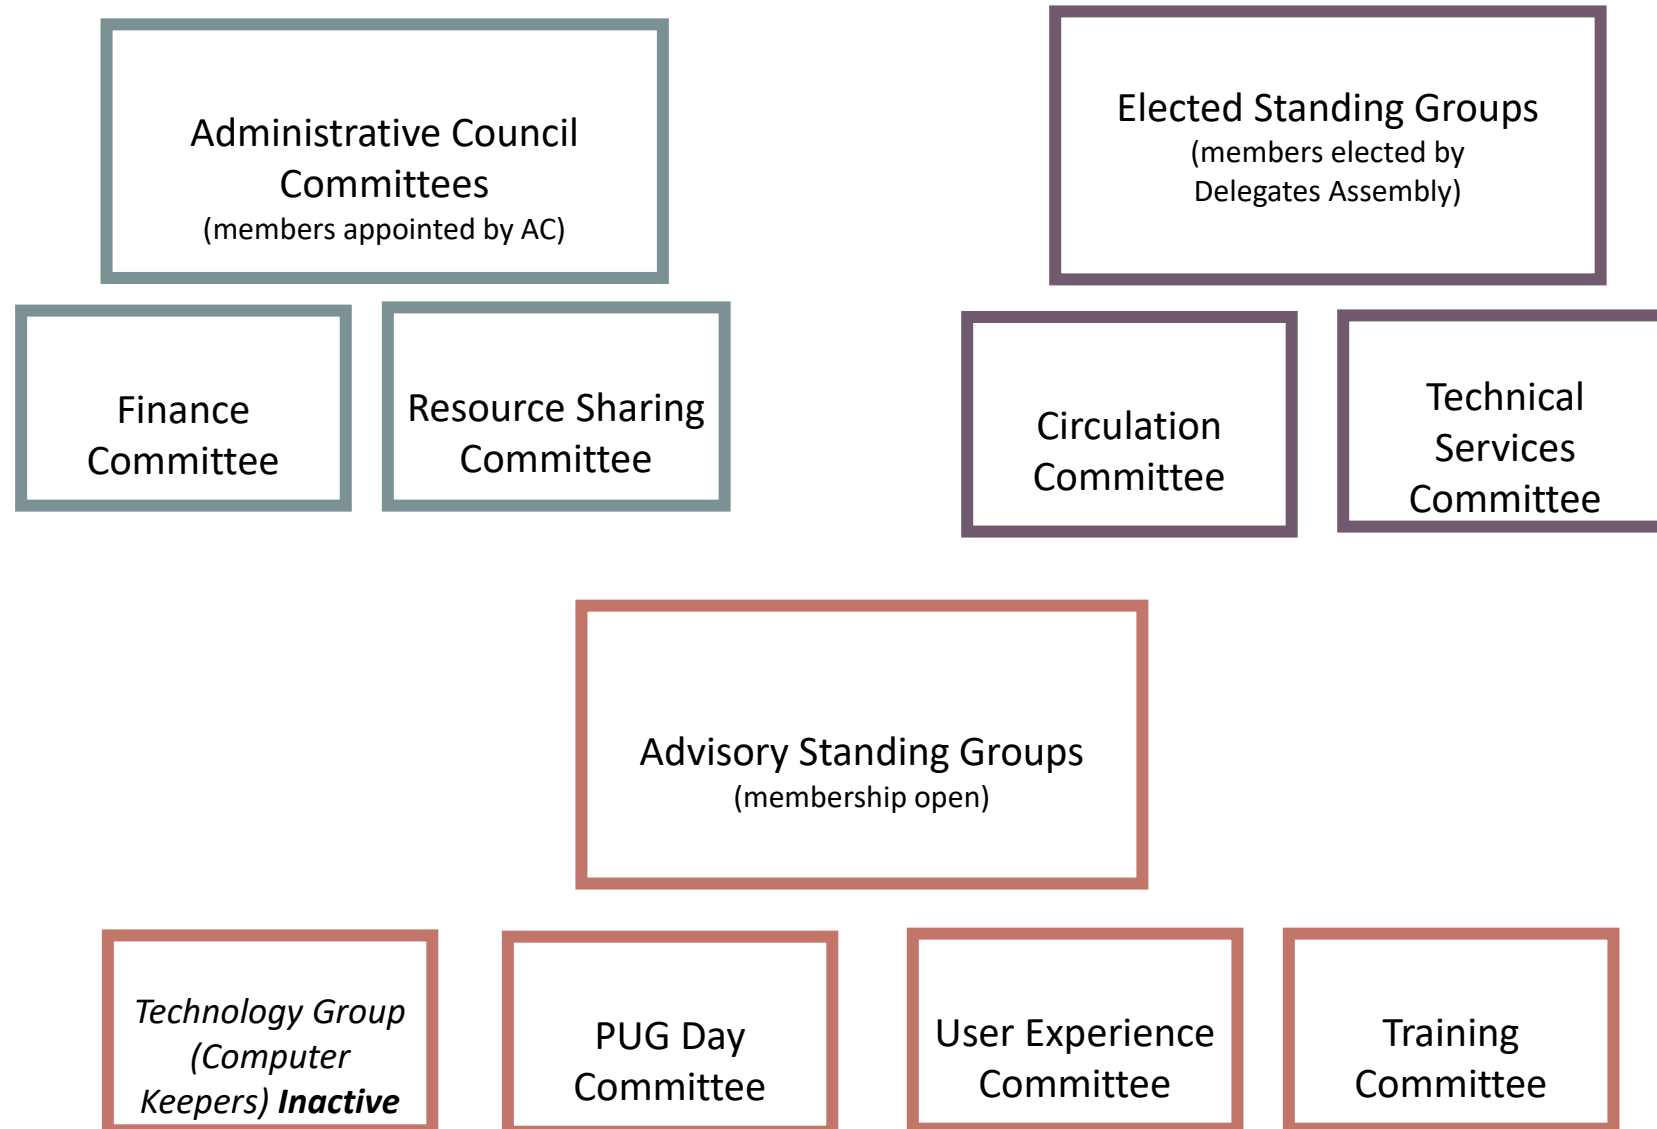 Administrative Council
Committees
(members appointed by AC)
Elected Standing Groups
(members elected by
Delegates Assembly)
Finance
Committee
Resource Sharing
Committee
Circulation
Committee
Technical
Services
Committee
Advisory Standing Groups
(membership open)
Technology Group
(Computer
Keepers) Inactive
PUG Day
Committee
User Experience
Committee
Training
Committee